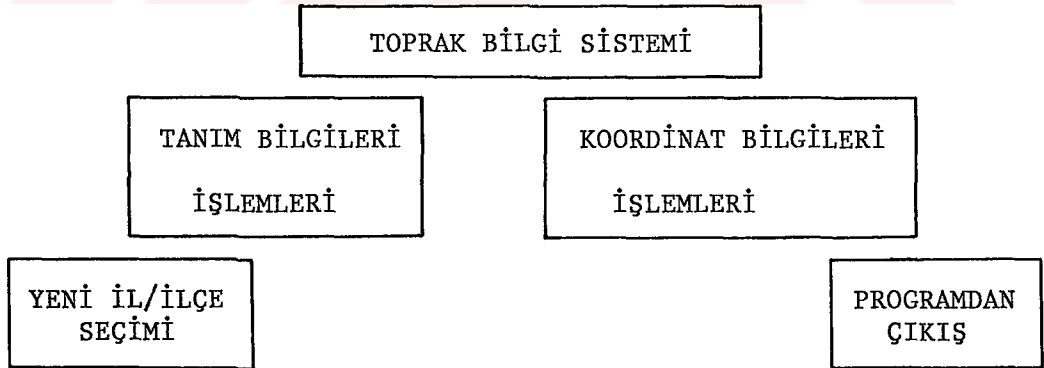 TOPRAK BİLGİ SİSTEMİ
TANIM BİLGİLERİ
İŞLEMLERİ
KOORDİNAT BİLGİLERİ
İŞLEMLERİ
YENİ İL/İLÇE
SEÇİMİ
PROGRAMDAN
ÇIKIŞ